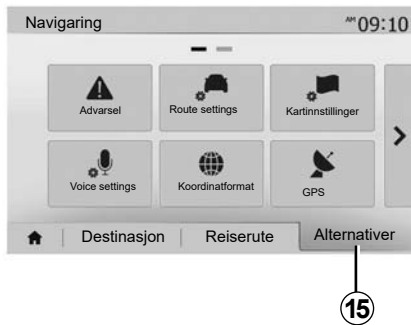 Navigaring
AM 09:10
Advarsel
Route settings
Kartinnstillinger
Voice settings
Koordinatformat
GPS
Destinasjon
Reiserute
Alternativer
15